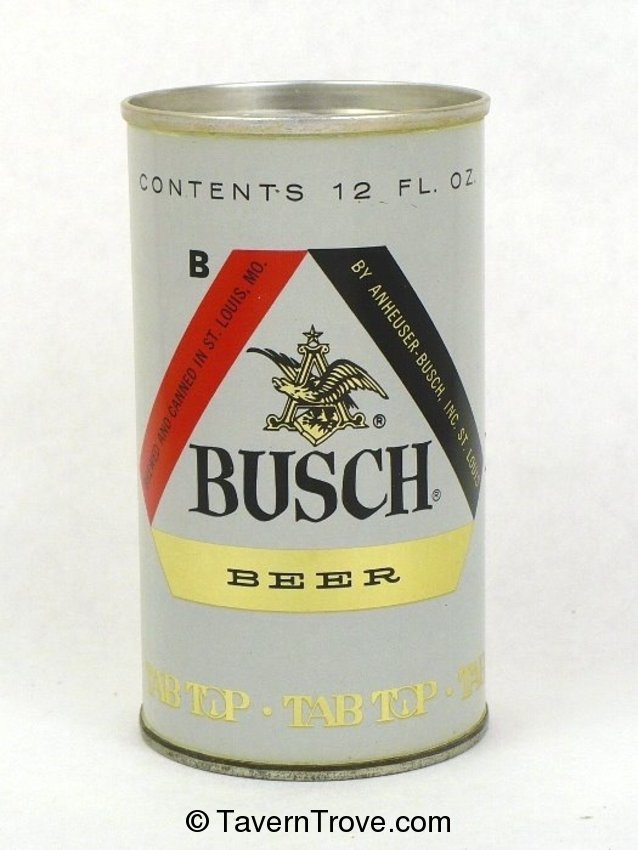 CONTENTS 12 FL. OZ.
B
BREWED AND CANNED IN ST. LOUIS, MO.
BY ANHEUSER-BUSCH, INC. ST. LOUIS
®
BUSCH®
BEER
TAB TOP · TAB TOP ·
© TavernTrove.com